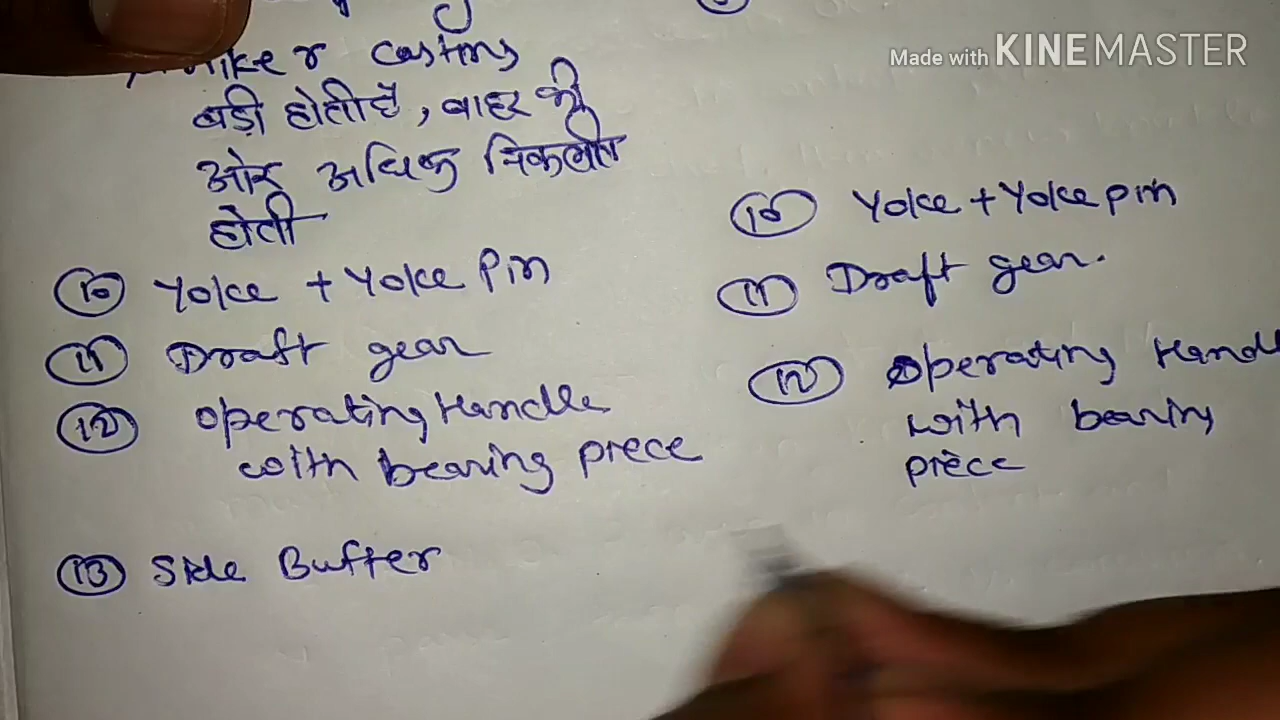 Made with KINEMASTER
Striker casting
बड़ी होती है, बाहर की
ओर अधिक निकली
होती
10 Yoke + Yoke Pin
11 Draft gear
12 Operating Handle
with bearing piece
13 Side Buffer
10 Yoke + Yoke pin
11 Draft gear.
12 Operating Handl
with bearing
piece